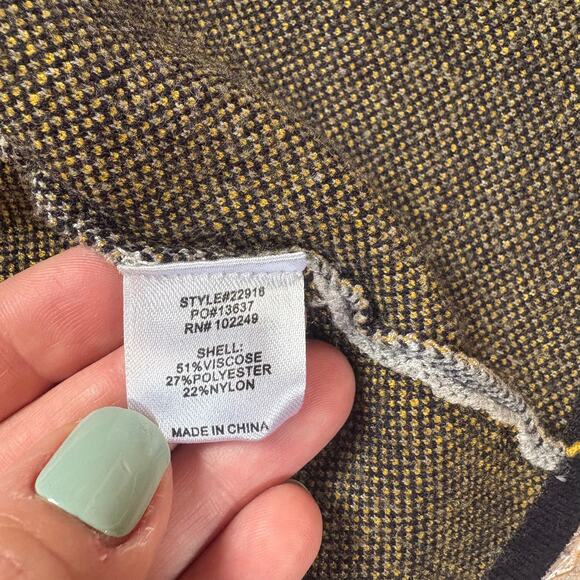 STYLE#22918
PO#13637
RN# 102249
SHELL:
51%VISCOSE
27%POLYESTER
22%NYLON
MADE IN CHINA